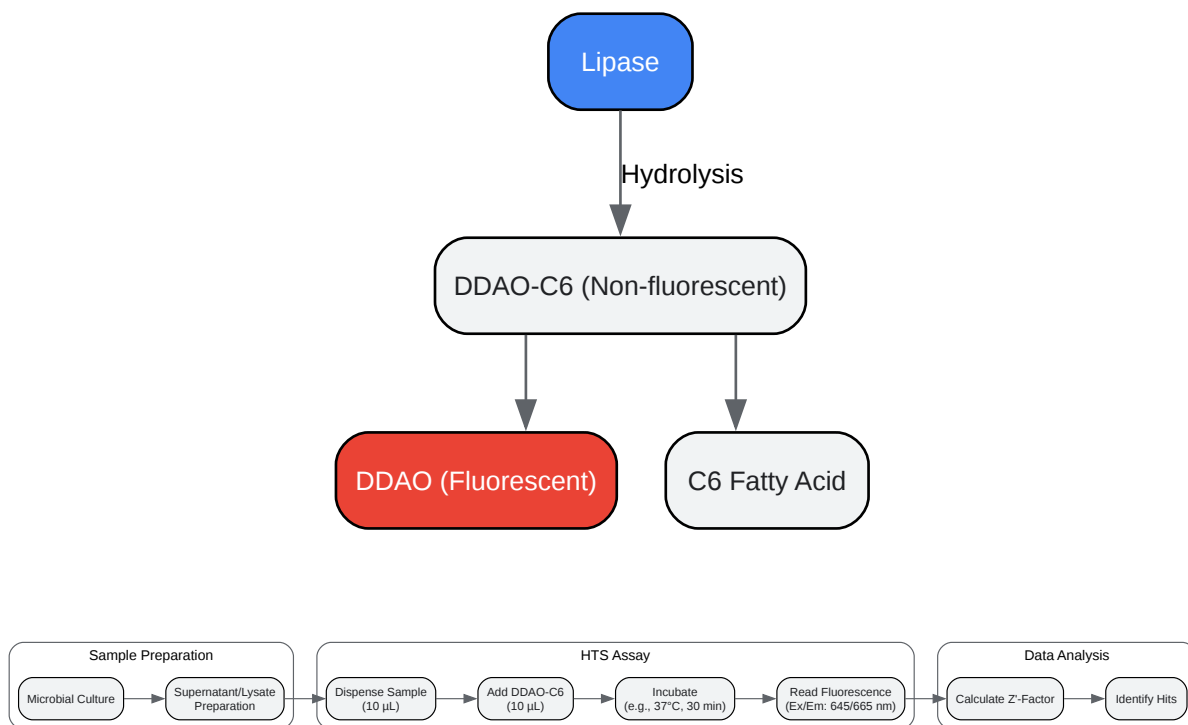 Lipase
Hydrolysis
DDAO-C6 (Non-fluorescent)
DDAO (Fluorescent)
C6 Fatty Acid
Sample Preparation
Microbial Culture
Supernatant/Lysate
Preparation
HTS Assay
Dispense Sample
(10 µL)
Add DDAO-C6
(10 µL)
Incubate
(e.g., 37°C, 30 min)
Read Fluorescence
(Ex/Em: 645/665 nm)
Data Analysis
Calculate Z'-Factor
Identify Hits